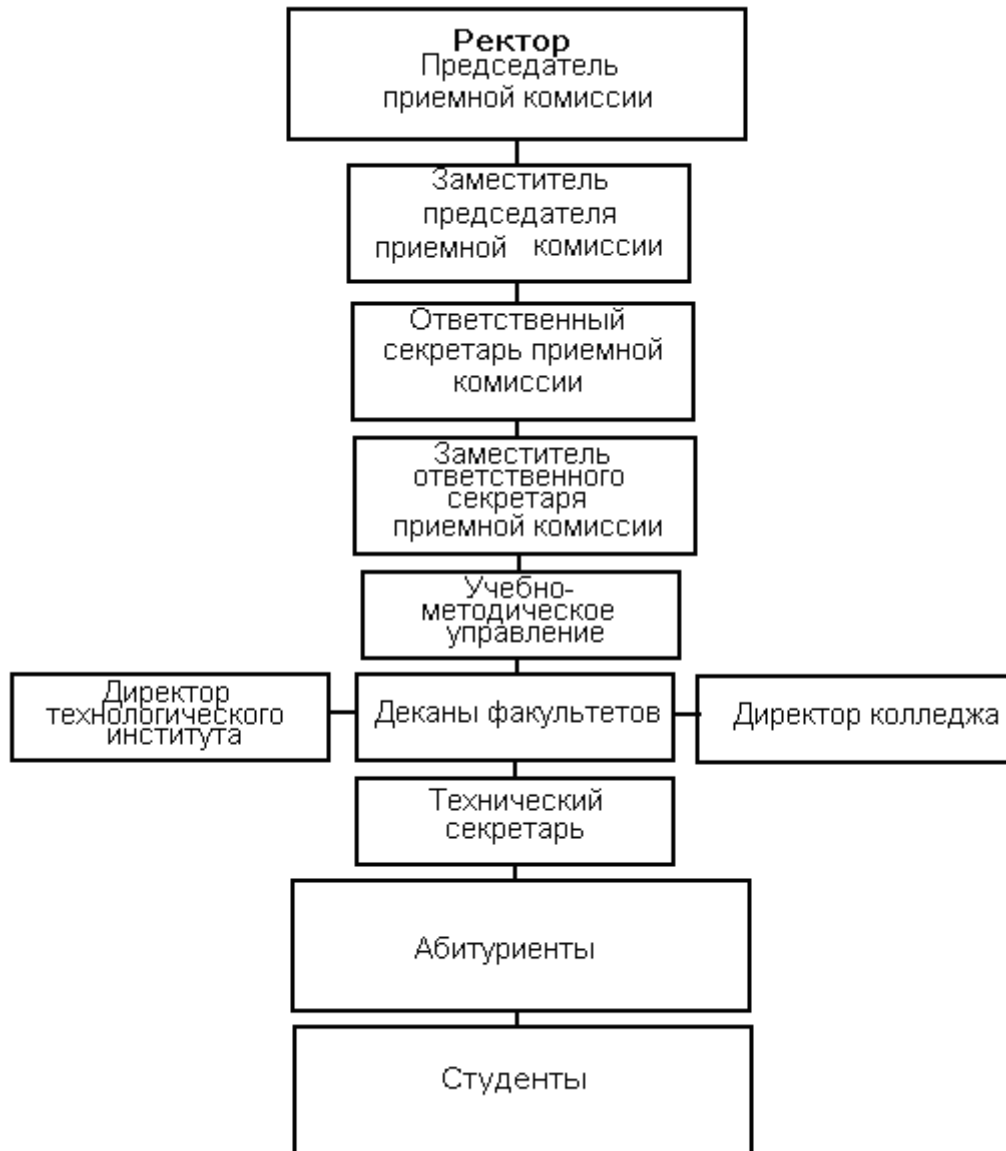 Ректор
Председатель
приемной комиссии
Заместитель
председателя
приемной комиссии
Ответственный
секретарь приемной
комиссии
Заместитель
ответственного
секретаря
приемной комиссии
Учебно-
методическое
управление
Директор
технологического
института
Деканы факультетов
Директор колледжа
Технический
секретарь
Абитуриенты
Студенты